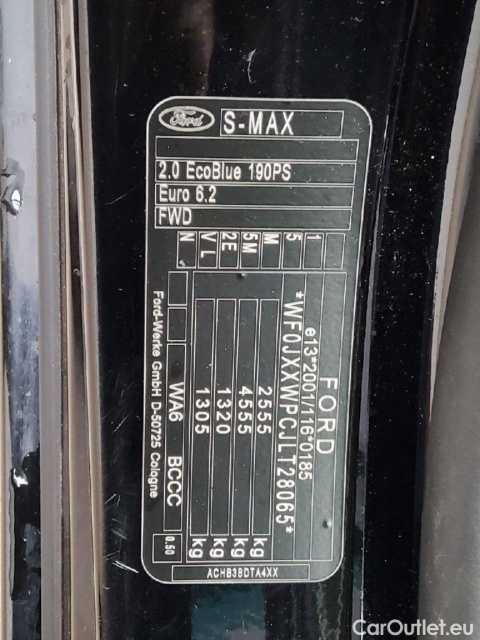 Ford S-MAX
2.0 EcoBlue 190PS
Euro 6.2
FWD
1
5
M
5M
2E
VL
N
FORD
e13*2001/116*0185
*WF0JXXWPCJLT28065*
2555 kg
4555 kg
1320 kg
1305 kg
WA6 BCCC 0.50
Ford-Werke GmbH D-50725 Cologne
ACHB3BDTA4XX
CarOutlet.eu